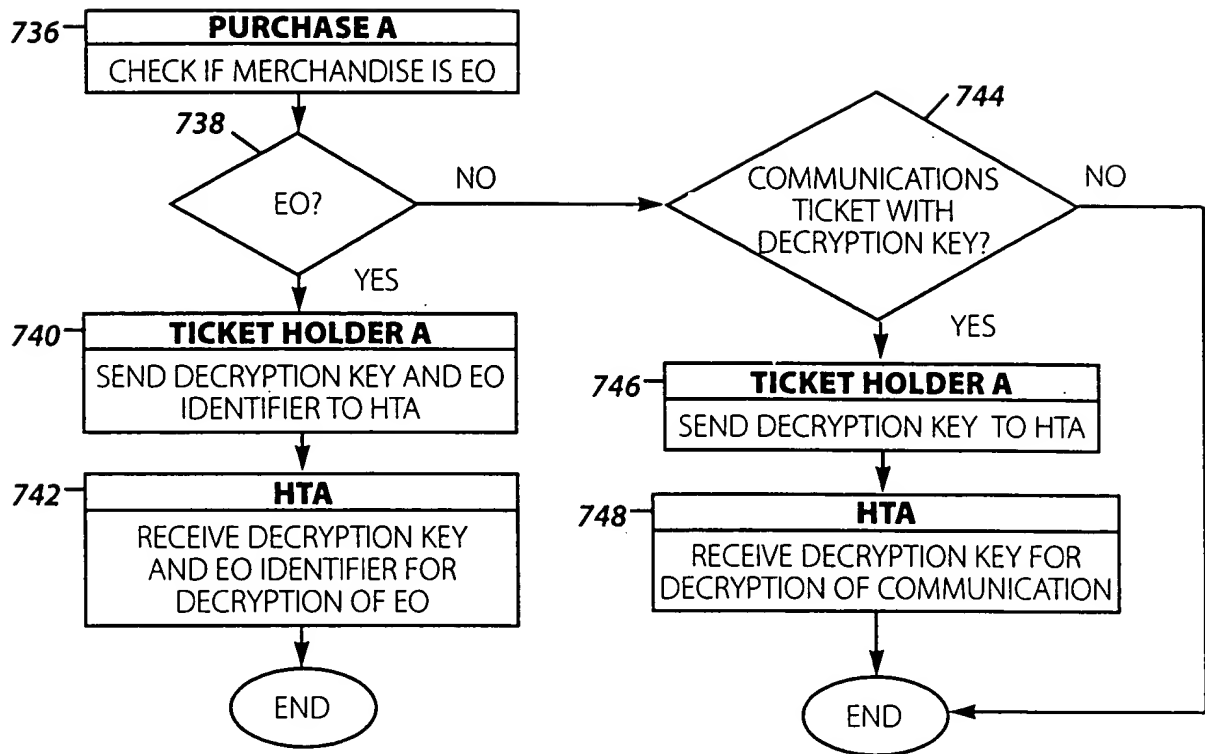 736
PURCHASE A
CHECK IF MERCHANDISE IS EO
738
EO?
NO
YES
740
TICKET HOLDER A
SEND DECRYPTION KEY AND EO
IDENTIFIER TO HTA
742
HTA
RECEIVE DECRYPTION KEY
AND EO IDENTIFIER FOR
DECRYPTION OF EO
END
744
COMMUNICATIONS
TICKET WITH
DECRYPTION KEY?
NO
YES
746
TICKET HOLDER A
SEND DECRYPTION KEY TO HTA
748
HTA
RECEIVE DECRYPTION KEY FOR
DECRYPTION OF COMMUNICATION
END